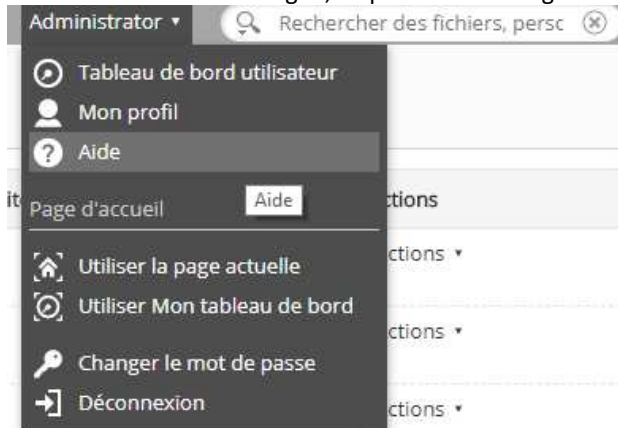 Administrator ▾
Rechercher des fichiers, persc
Tableau de bord utilisateur
Mon profil
Aide
Page d'accueil
Aide
ctions
Utiliser la page actuelle
ctions ▾
Utiliser Mon tableau de bord
ctions ▾
Changer le mot de passe
Déconnexion
ctions ▾